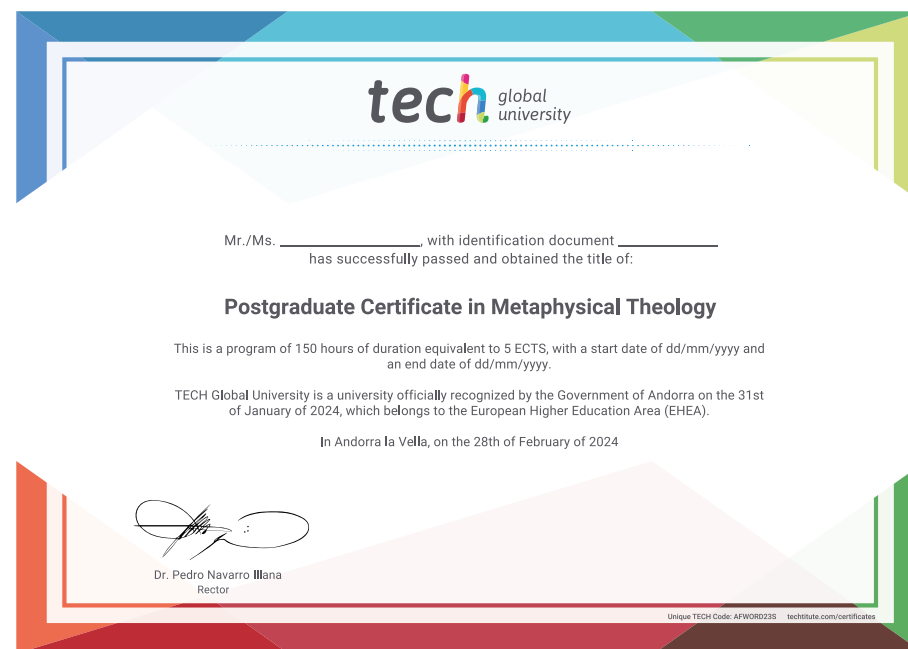 tech global university
Mr./Ms. ____________________, with identification document ______________
has successfully passed and obtained the title of:
Postgraduate Certificate in Metaphysical Theology
This is a program of 150 hours of duration equivalent to 5 ECTS, with a start date of dd/mm/yyyy and
an end date of dd/mm/yyyy.
TECH Global University is a university officially recognized by the Government of Andorra on the 31st
of January of 2024, which belongs to the European Higher Education Area (EHEA).
In Andorra la Vella, on the 28th of February of 2024
Dr. Pedro Navarro Illana
Rector
Unique TECH Code: AFWORD23S techtitute.com/certificates